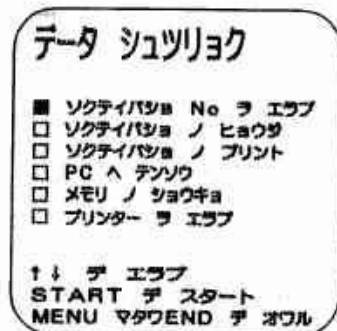 データ シュツリョク
■ ソクテイバショ No ヲ エラブ
□ ソクテイバショ ノ ヒョウジ
□ ソクテイバショ ノ プリント
□ PC ヘ テンソウ
□ メモリ ノ ショウキョ
□ プリンター ヲ エラブ
↑↓ デ エラブ
START デ スタート
MENU マタワEND デ オワル